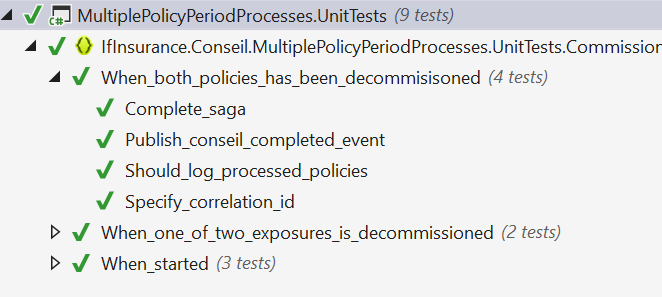 C# MultiplePolicyPeriodProcesses.UnitTests (9 tests)
IfInsurance.Conseil.MultiplePolicyPeriodProcesses.UnitTests.Commission
When_both_policies_has_been_decommisisoned (4 tests)
Complete_saga
Publish_conseil_completed_event
Should_log_processed_policies
Specify_correlation_id
When_one_of_two_exposures_is_decommissioned (2 tests)
When_started (3 tests)